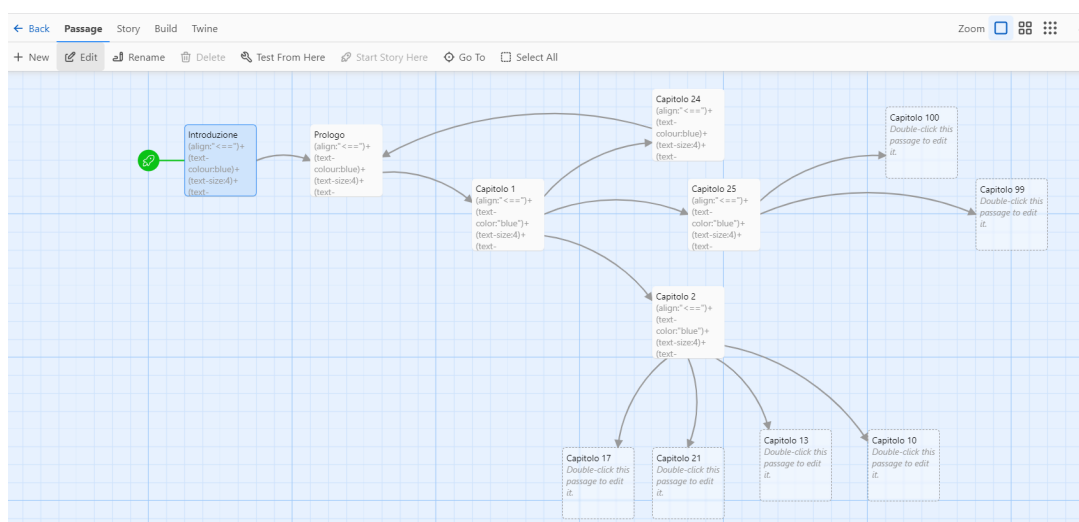 ← Back Passage Story Build Twine Zoom
+ New Edit Rename Delete Test From Here Start Story Here Go To Select All
Introduzione
(align:"<==")+
(text-
colour:blue)+
(text-size:4)+
(text-
Prologo
(align:"<==")+
(text-
colour:blue)+
(text-size:4)+
(text-
Capitolo 24
(align:"<==")+
(text-
colour:blue)+
(text-size:4)+
(text-
Capitolo 1
(align:"<==")+
(text-
color:"blue")+
(text-size:4)+
(text-
Capitolo 25
(align:"<==")+
(text-
color:"blue")+
(text-size:4)+
(text-
Capitolo 100
Double-click this
passage to edit
it.
Capitolo 99
Double-click this
passage to edit
it.
Capitolo 2
(align:"<==")+
(text-
color:"blue")+
(text-size:4)+
(text-
Capitolo 17
Double-click this
passage to edit
it.
Capitolo 21
Double-click this
passage to edit
it.
Capitolo 13
Double-click this
passage to edit
it.
Capitolo 10
Double-click this
passage to edit
it.